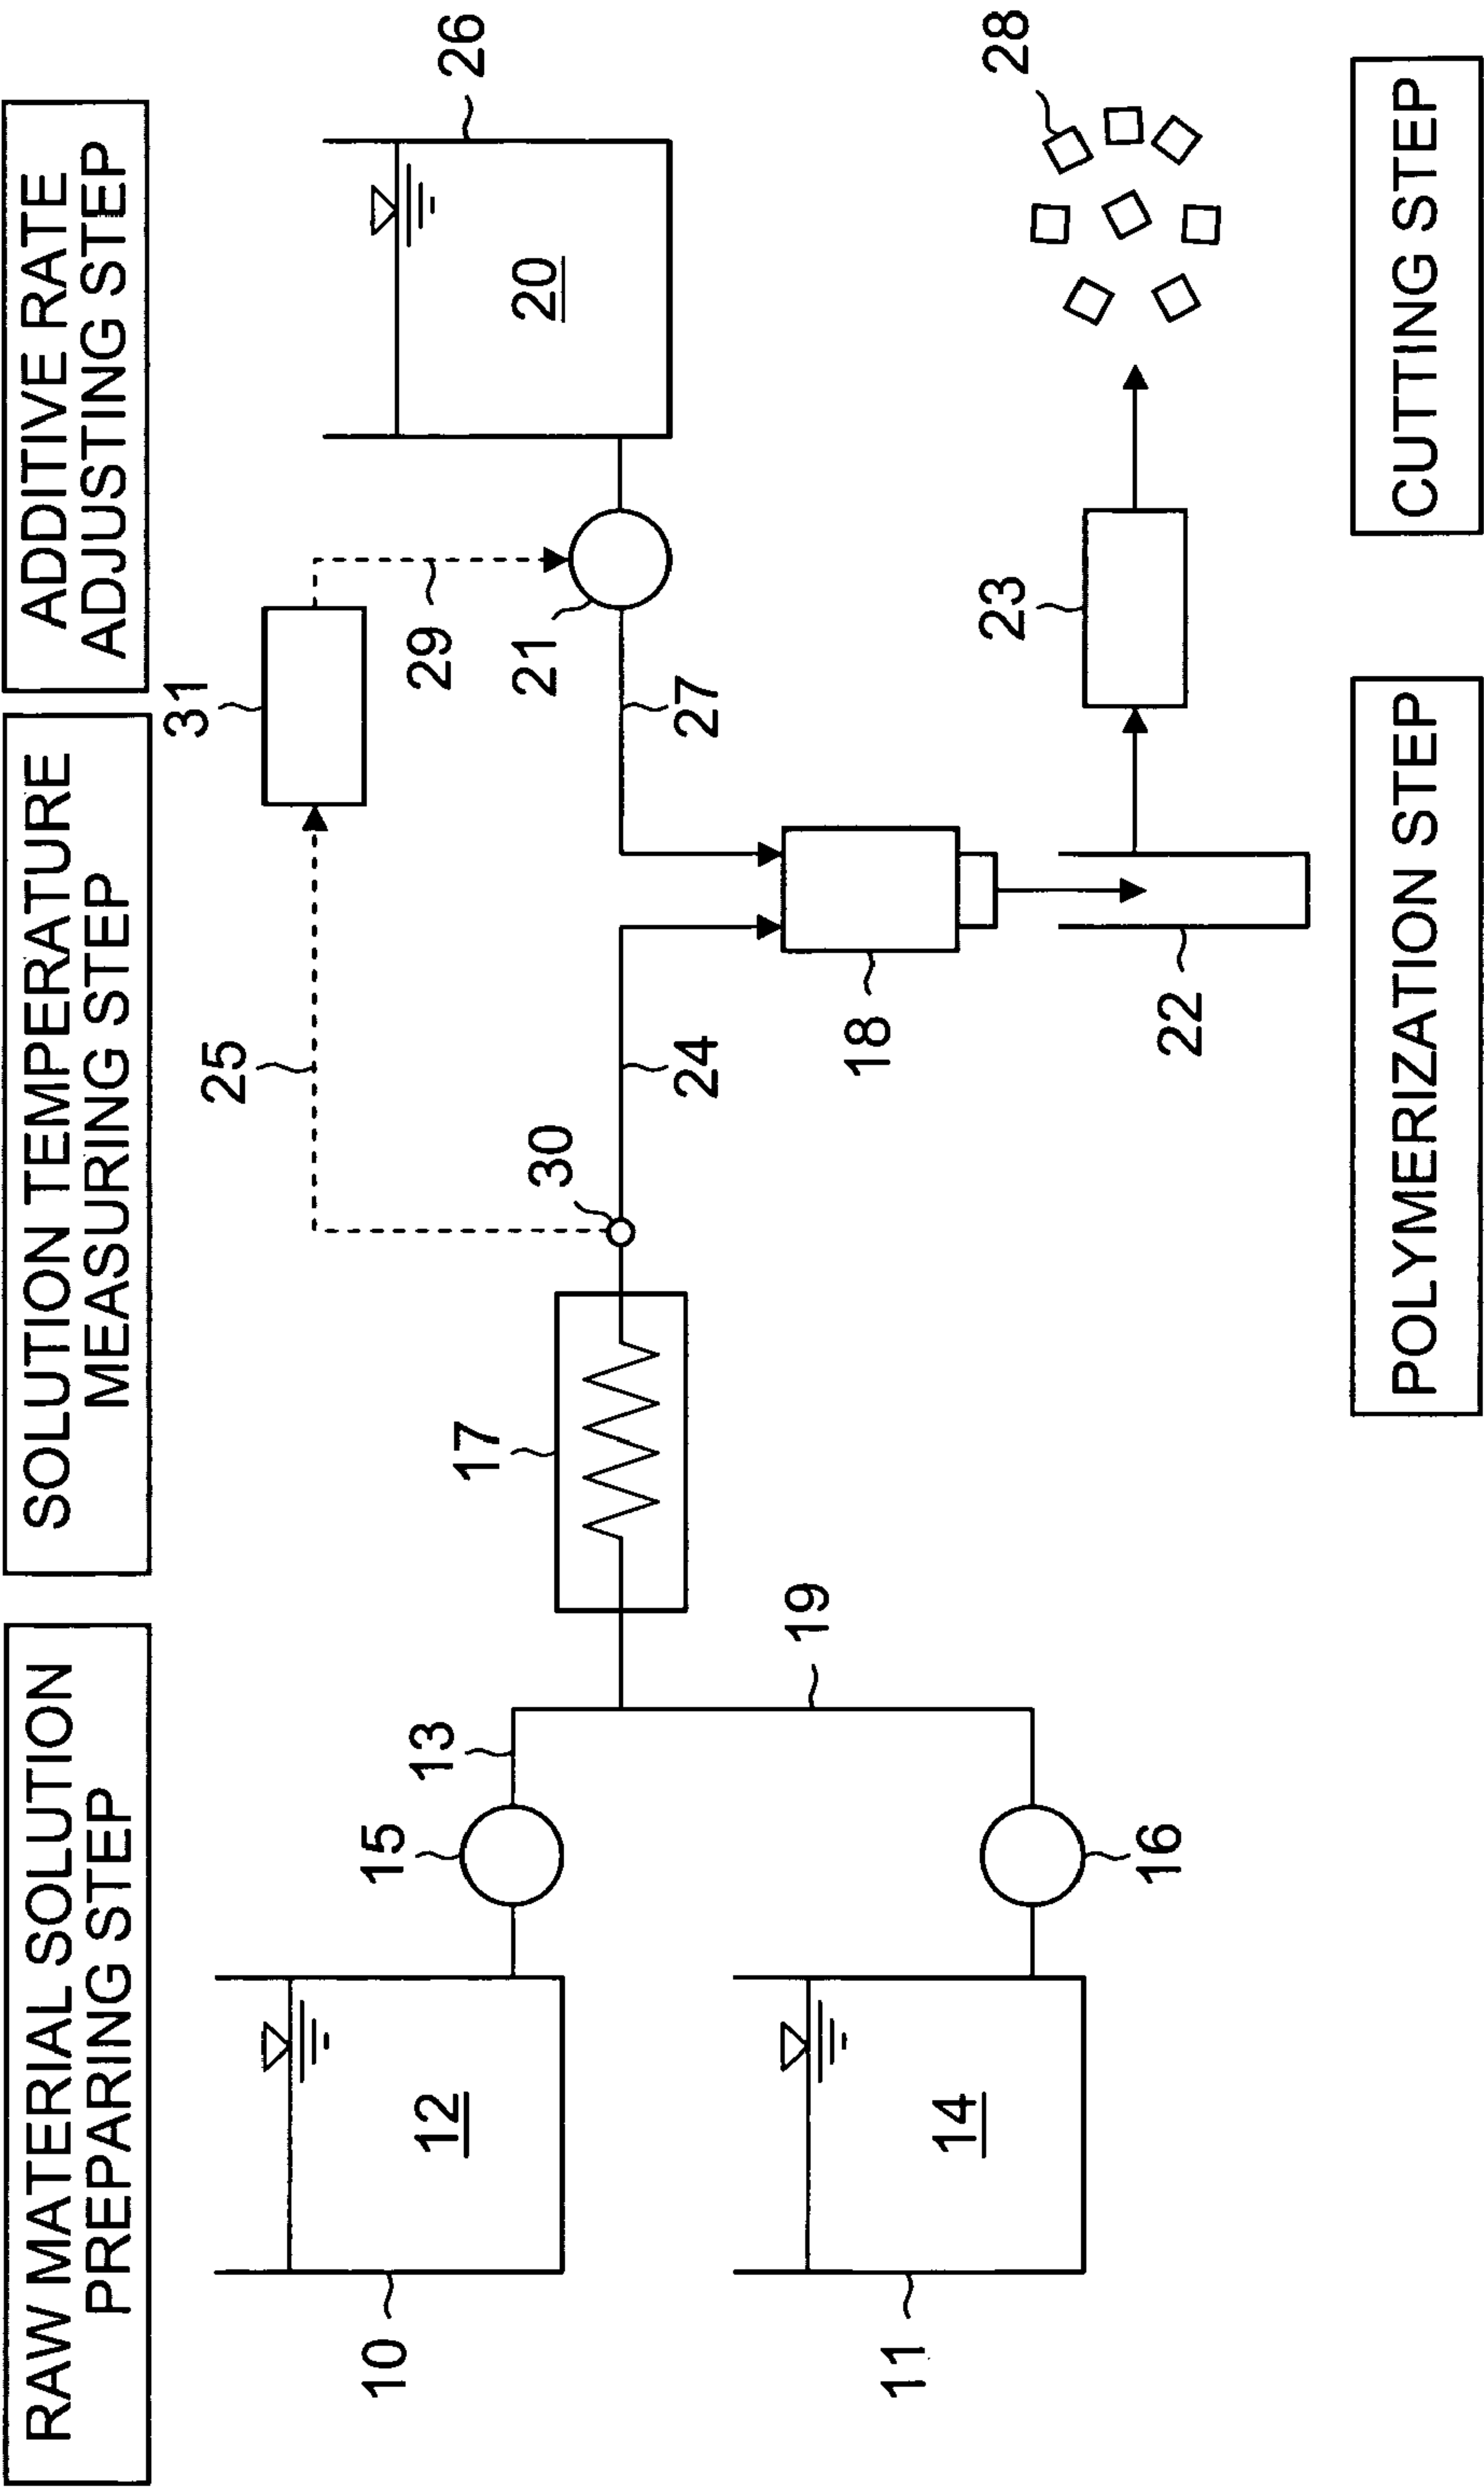 RAW MATERIAL SOLUTION
PREPARING STEP
SOLUTION TEMPERATURE
MEASURING STEP
ADDITIVE RATE
ADJUSTING STEP
10
12
15
13
11
14
16
19
17
30
25
24
31
29
21
27
20
26
18
22
23
28
POLYMERIZATION STEP
CUTTING STEP